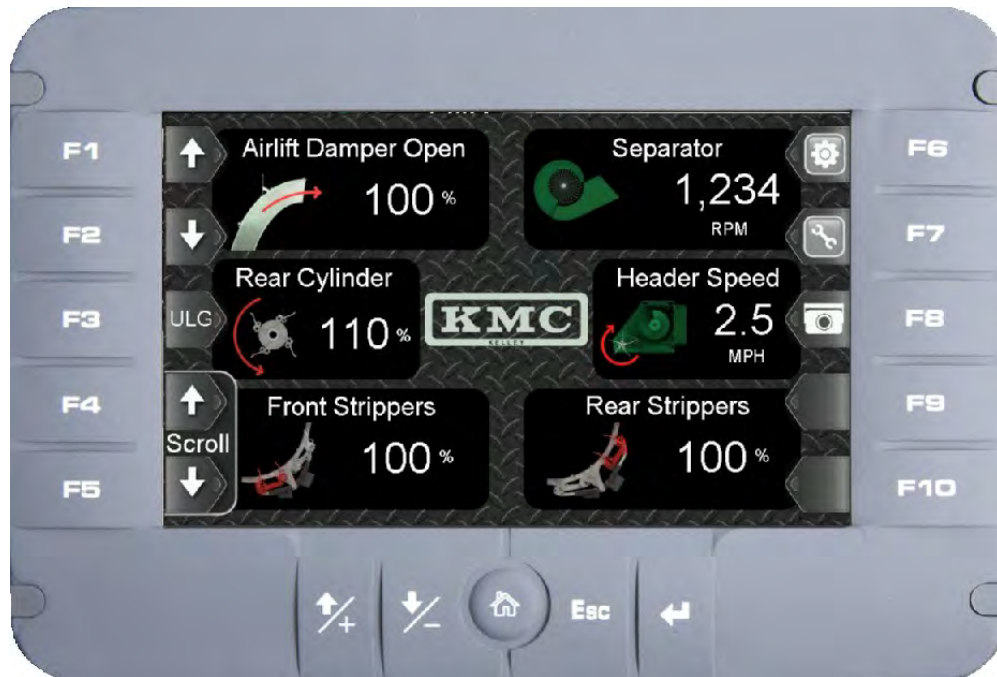 F1
Airlift Damper Open
100 %
Separator
1,234
RPM
F6
F2
F7
Rear Cylinder
110 %
Header Speed
2.5
MPH
F3
ULG
KMC
KELLEY
F8
F4
Front Strippers
100 %
Rear Strippers
100 %
F9
Scroll
F5
F10
Esc